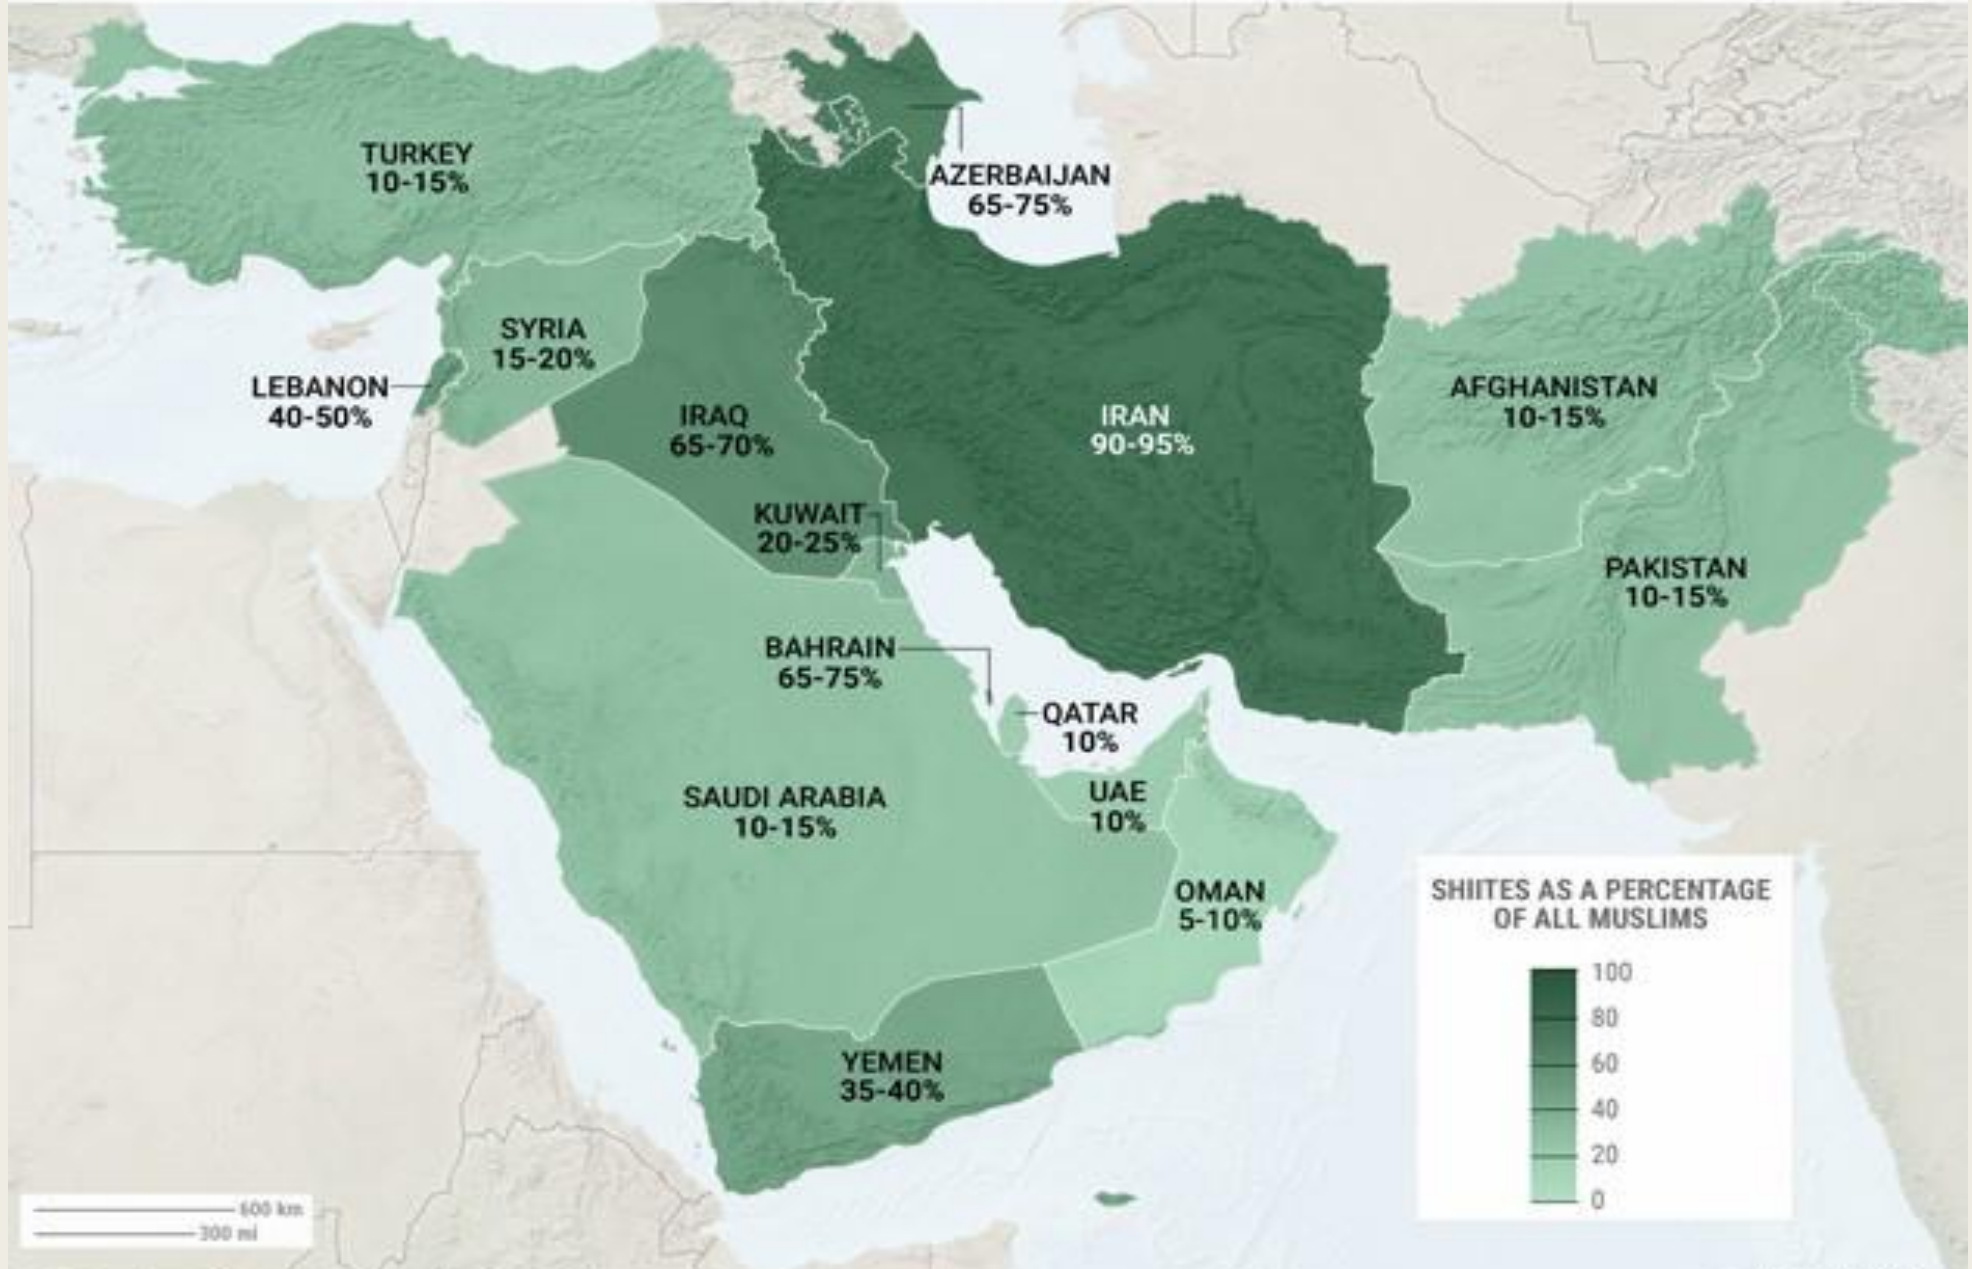 TURKEY
10-15%
AZERBAIJAN
65-75%
SYRIA
15-20%
LEBANON
40-50%
IRAQ
65-70%
IRAN
90-95%
AFGHANISTAN
10-15%
KUWAIT
20-25%
PAKISTAN
10-15%
BAHRAIN
65-75%
QATAR
10%
SAUDI ARABIA
10-15%
UAE
10%
OMAN
5-10%
YEMEN
35-40%
SHIITES AS A PERCENTAGE
OF ALL MUSLIMS
100
80
60
40
20
0
600 km
300 mi